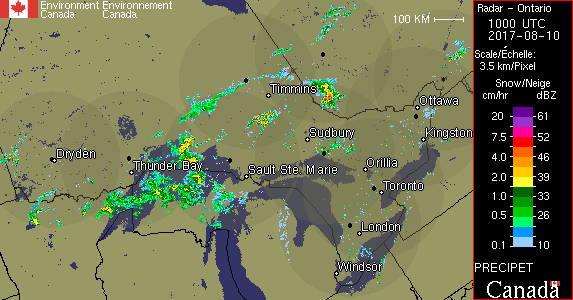 Environment Environnement
Canada Canada
100 KM
Timmins
Ottawa
Sudbury
Kingston
Dryden
Thunder Bay
Sault Ste. Marie
Orillia
Toronto
London
Windsor
Radar - Ontario
1000 UTC
2017-08-10
Scale/Échelle:
3.5 km/Pixel
Snow/Neige
cm/hr dBZ
20 61
7.5 52
4.0 46
2.0 39
1.0 33
0.5 26
0.1 10
PRECIPET
Canada